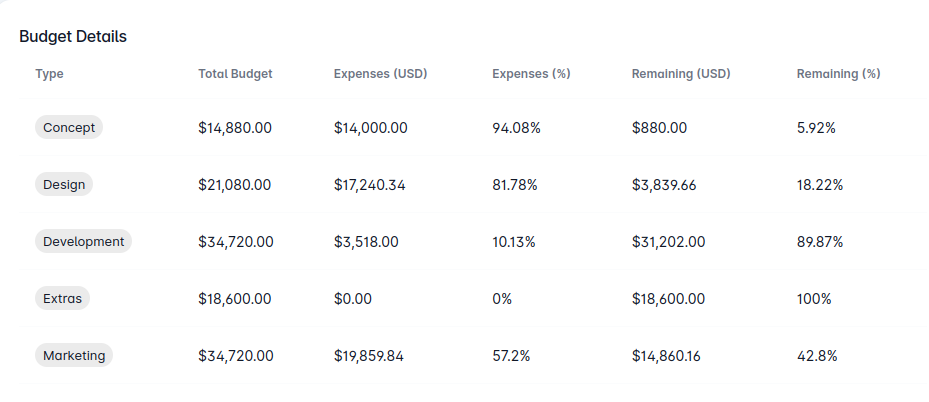 Budget Details
Type Total Budget Expenses (USD) Expenses (%) Remaining (USD) Remaining (%)
Concept $14,880.00 $14,000.00 94.08% $880.00 5.92%
Design $21,080.00 $17,240.34 81.78% $3,839.66 18.22%
Development $34,720.00 $3,518.00 10.13% $31,202.00 89.87%
Extras $18,600.00 $0.00 0% $18,600.00 100%
Marketing $34,720.00 $19,859.84 57.2% $14,860.16 42.8%